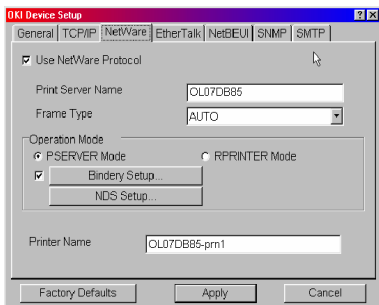 OKI Device Setup
General TCP/IP NetWare EtherTalk NetBEUI SNMP SMTP
Use NetWare Protocol
Print Server Name OL07DB85
Frame Type AUTO
Operation Mode
PSERVER Mode RPRINTER Mode
Bindery Setup...
NDS Setup...
Printer Name OL07DB85-prn1
Factory Defaults Apply Cancel